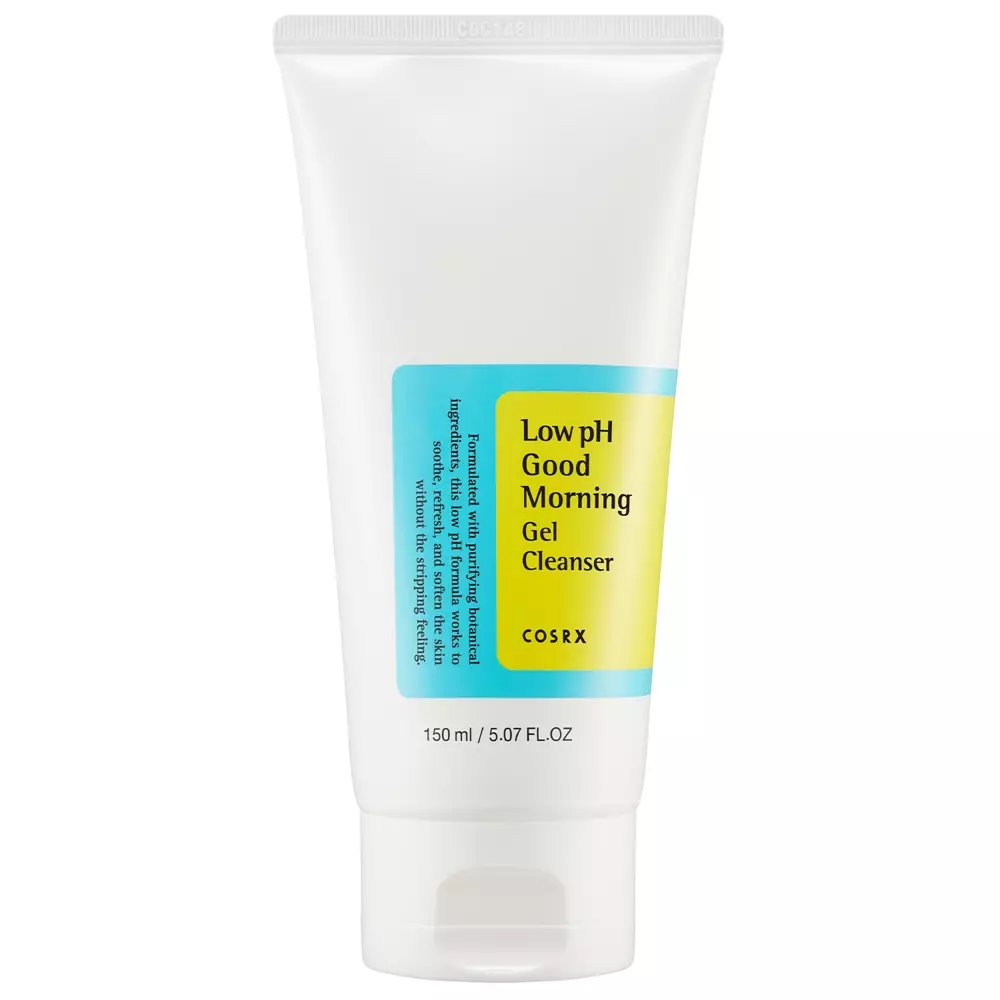 Low pH
Good
Morning
Gel
Cleanser
COSRX
Formulated with purifying botanical
ingredients, this low pH formula works to
soothe, refresh, and soften the skin
without the stripping feeling.
150 ml / 5.07 FL.OZ